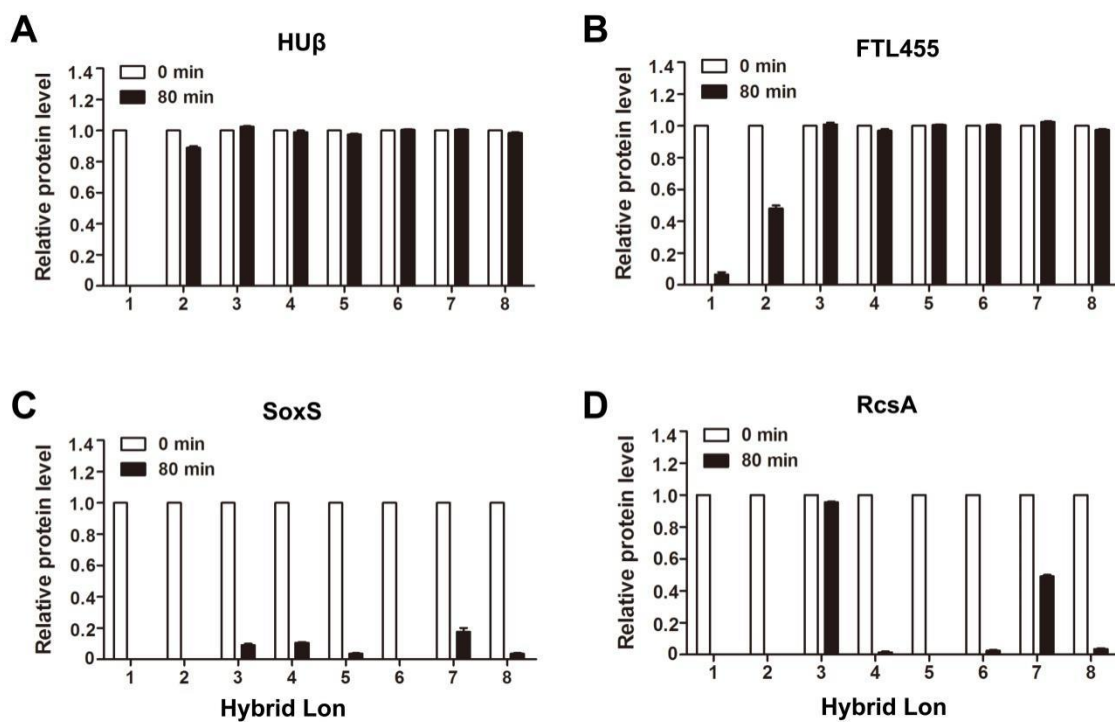 A
HUβ
0 min
80 min
Relative protein level
1.4
1.2
1.0
0.8
0.6
0.4
0.2
0
1 2 3 4 5 6 7 8
B
FTL455
0 min
80 min
Relative protein level
1.4
1.2
1.0
0.8
0.6
0.4
0.2
0
1 2 3 4 5 6 7 8
C
SoxS
0 min
80 min
Relative protein level
1.4
1.2
1.0
0.8
0.6
0.4
0.2
0
1 2 3 4 5 6 7 8
Hybrid Lon
D
RcsA
0 min
80 min
Relative protein level
1.4
1.2
1.0
0.8
0.6
0.4
0.2
0
1 2 3 4 5 6 7 8
Hybrid Lon